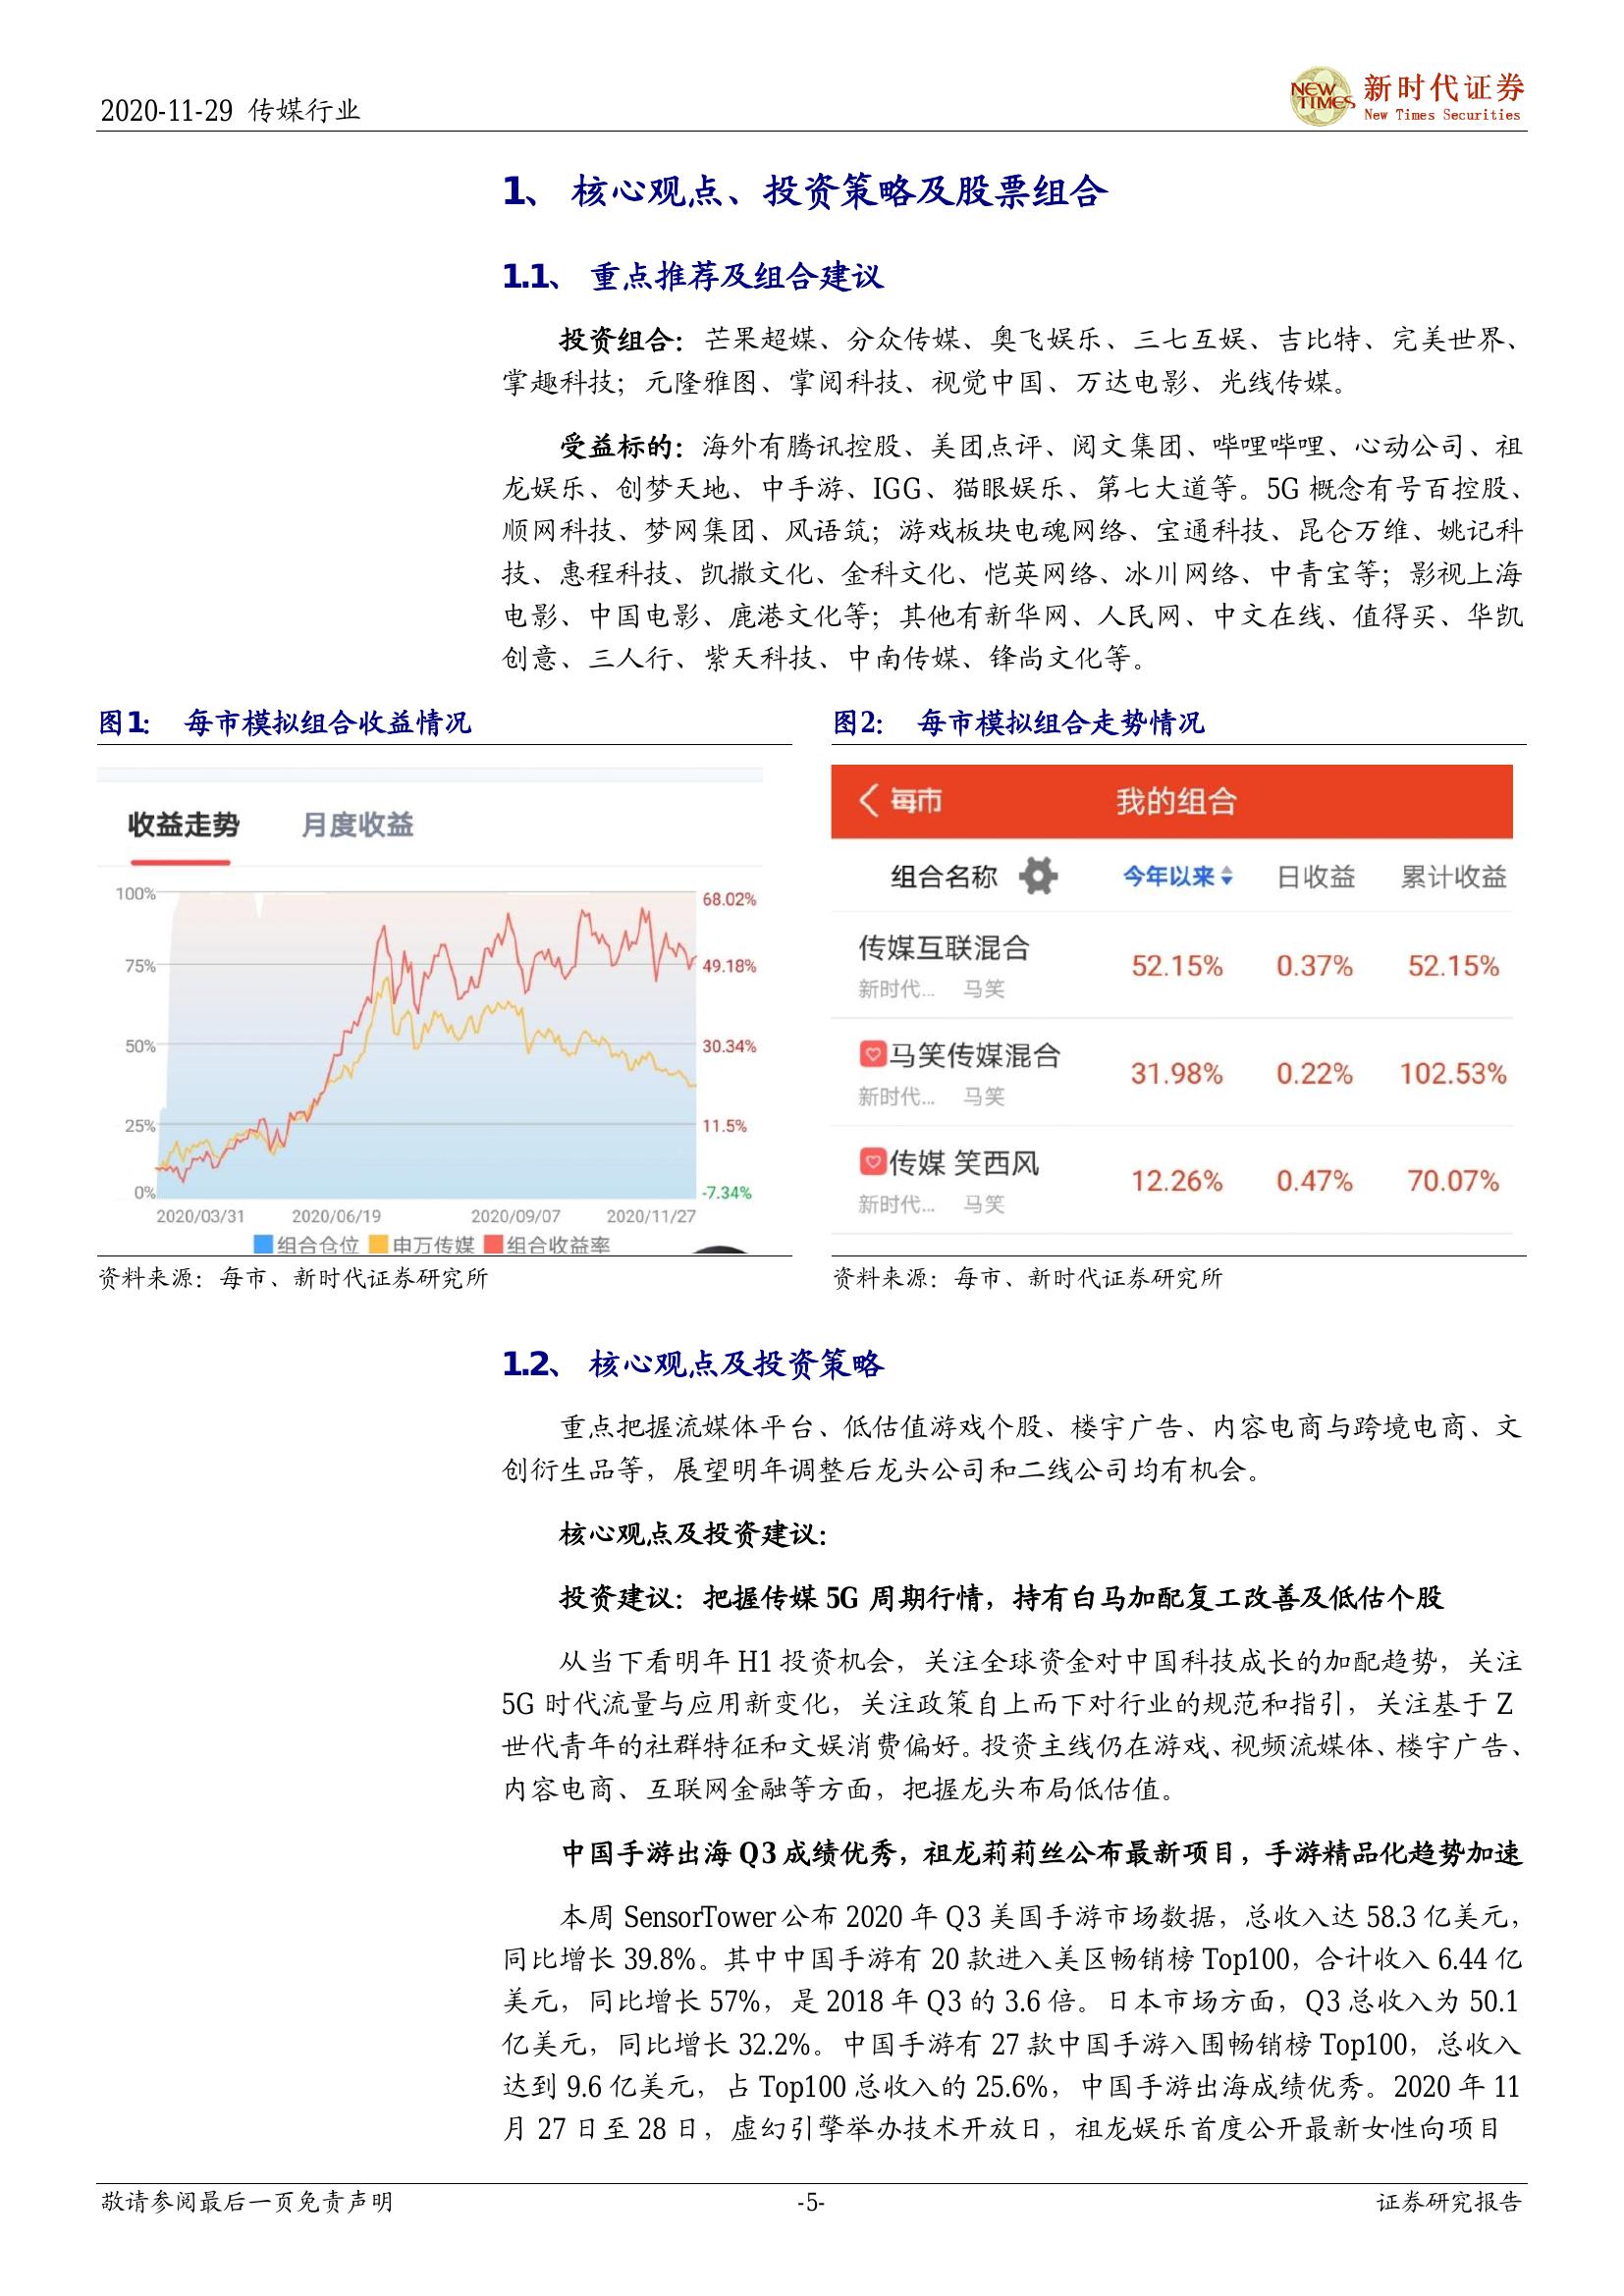 2020-11-29 传媒行业
NEW TIMES
新时代证券
New Times Securities
1、 核心观点、投资策略及股票组合
1.1、 重点推荐及组合建议
投资组合：芒果超媒、分众传媒、奥飞娱乐、三七互娱、吉比特、完美世界、
掌趣科技；元隆雅图、掌阅科技、视觉中国、万达电影、光线传媒。
受益标的：海外有腾讯控股、美团点评、阅文集团、哔哩哔哩、心动公司、祖
龙娱乐、创梦天地、中手游、IGG、猫眼娱乐、第七大道等。5G 概念有号百控股、
顺网科技、梦网集团、风语筑；游戏板块电魂网络、宝通科技、昆仑万维、姚记科
技、惠程科技、凯撒文化、金科文化、恺英网络、冰川网络、中青宝等；影视上海
电影、中国电影、鹿港文化等；其他有新华网、人民网、中文在线、值得买、华凯
创意、三人行、紫天科技、中南传媒、锋尚文化等。
图1： 每市模拟组合收益情况
收益走势 月度收益
100% 68.02%
75% 49.18%
50% 30.34%
25% 11.5%
0% -7.34%
2020/03/31 2020/06/19 2020/09/07 2020/11/27
组合仓位 申万传媒 组合收益率
资料来源：每市、新时代证券研究所
图2： 每市模拟组合走势情况
每市 我的组合
组合名称 今年以来 日收益 累计收益
传媒互联混合 52.15% 0.37% 52.15%
新时代... 马笑
马笑传媒混合 31.98% 0.22% 102.53%
新时代... 马笑
传媒 笑西风 12.26% 0.47% 70.07%
新时代... 马笑
资料来源：每市、新时代证券研究所
1.2、 核心观点及投资策略
重点把握流媒体平台、低估值游戏个股、楼宇广告、内容电商与跨境电商、文
创衍生品等，展望明年调整后龙头公司和二线公司均有机会。
核心观点及投资建议：
投资建议：把握传媒 5G 周期行情，持有白马加配复工改善及低估个股
从当下看明年 H1 投资机会，关注全球资金对中国科技成长的加配趋势，关注
5G 时代流量与应用新变化，关注政策自上而下对行业的规范和指引，关注基于 Z
世代青年的社群特征和文娱消费偏好。投资主线仍在游戏、视频流媒体、楼宇广告、
内容电商、互联网金融等方面，把握龙头布局低估值。
中国手游出海 Q3 成绩优秀，祖龙莉莉丝公布最新项目，手游精品化趋势加速
本周 SensorTower 公布 2020 年 Q3 美国手游市场数据，总收入达 58.3 亿美元，
同比增长 39.8%。其中中国手游有 20 款进入美区畅销榜 Top100，合计收入 6.44 亿
美元，同比增长 57%，是 2018 年 Q3 的 3.6 倍。日本市场方面，Q3 总收入为 50.1
亿美元，同比增长 32.2%。中国手游有 27 款中国手游入围畅销榜 Top100，总收入
达到 9.6 亿美元，占 Top100 总收入的 25.6%，中国手游出海成绩优秀。2020 年 11
月 27 日至 28 日，虚幻引擎举办技术开放日，祖龙娱乐首度公开最新女性向项目
敬请参阅最后一页免责声明 -5- 证券研究报告